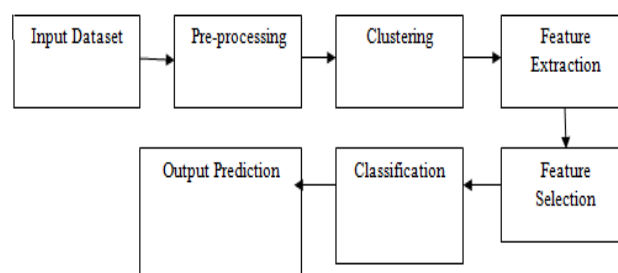 Input Dataset
Pre-processing
Clustering
Feature
Extraction
Output Prediction
Classification
Feature
Selection